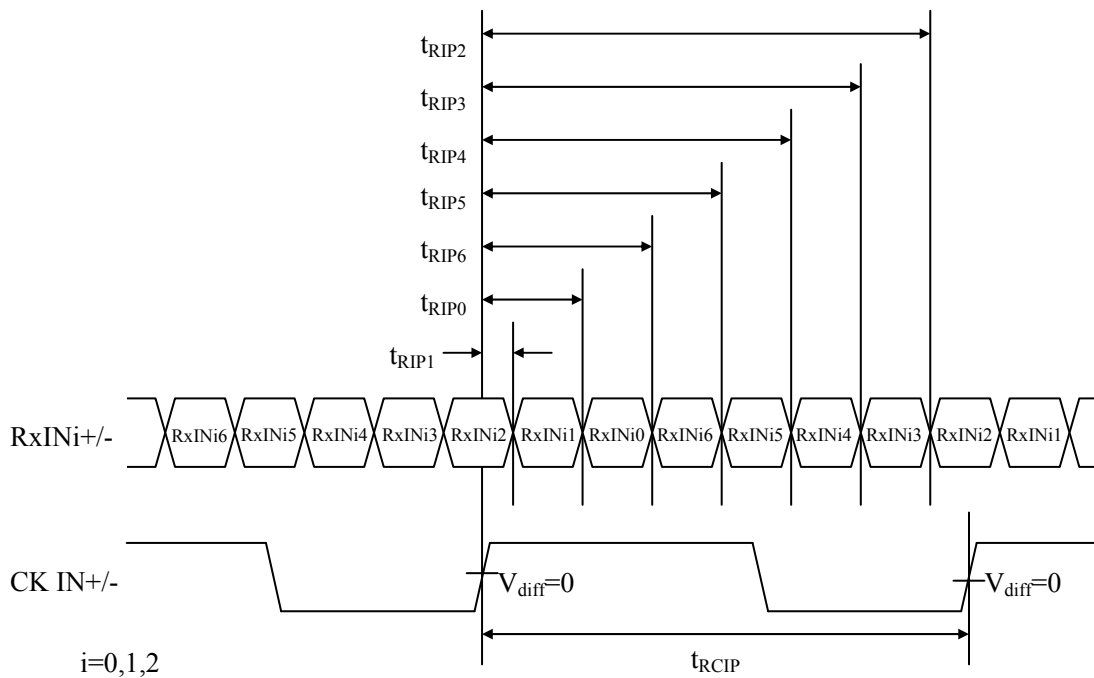 tRIP2
tRIP3
tRIP4
tRIP5
tRIP6
tRIP0
tRIP1
RxINi+/- RxINi6 RxINi5 RxINi4 RxINi3 RxINi2 RxINi1 RxINi0 RxINi6 RxINi5 RxINi4 RxINi3 RxINi2 RxINi1
CK IN+/- Vdiff=0 Vdiff=0
i=0,1,2 tRCIP